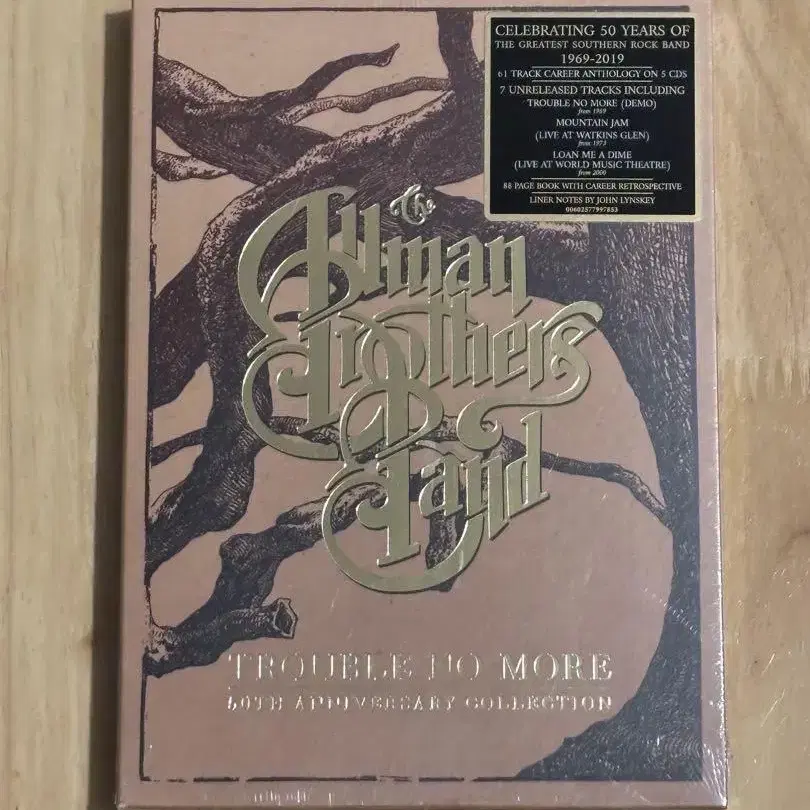 CELEBRATING 50 YEARS OF
THE GREATEST SOUTHERN ROCK BAND
1969-2019
61 TRACK CAREER ANTHOLOGY ON 5 CDS
7 UNRELEASED TRACKS INCLUDING
TROUBLE NO MORE (DEMO)
from 1969
MOUNTAIN JAM
(LIVE AT WATKINS GLEN)
from 1973
LOAN ME A DIME
(LIVE AT WORLD MUSIC THEATRE)
from 2000
88 PAGE BOOK WITH CAREER RETROSPECTIVE
LINER NOTES BY JOHN LYNSKEY
00602577997853
The
Allman
Brothers
Band
TROUBLE NO MORE
50TH ANNIVERSARY COLLECTION